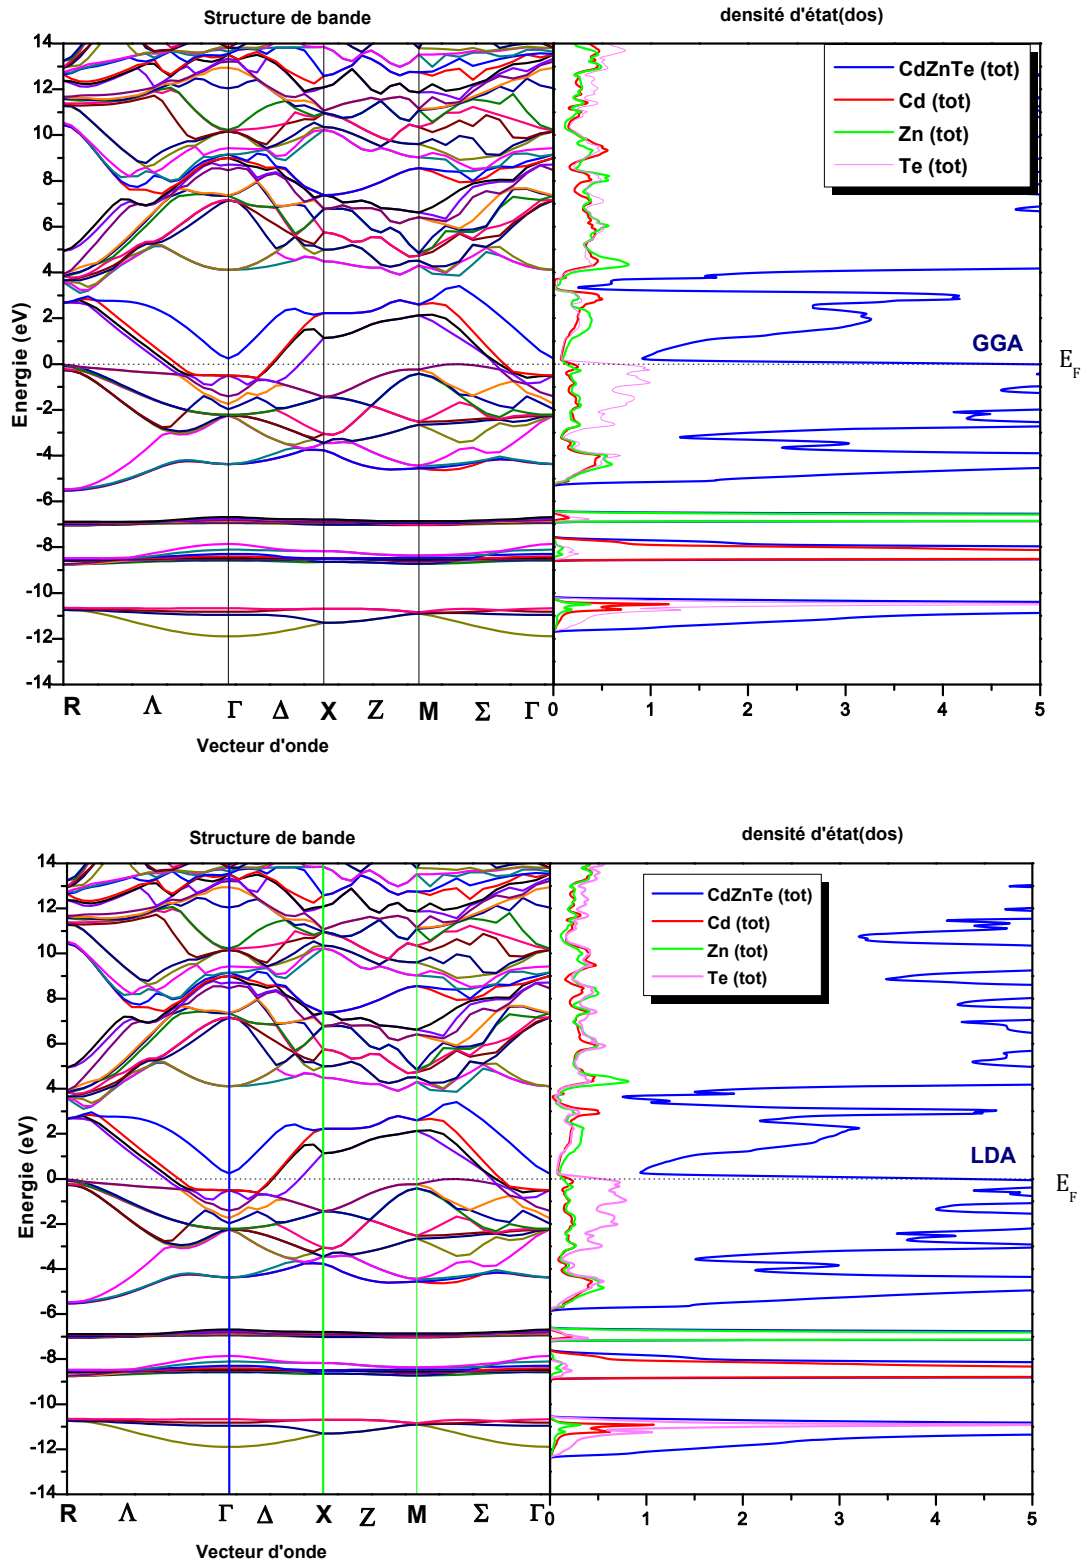 Structure de bande
densité d'état(dos)
14
12
10
8
6
4
2
0
-2
-4
-6
-8
-10
-12
-14
Energie (eV)
CdZnTe (tot)
Cd (tot)
Zn (tot)
Te (tot)
GGA
E_F
R Λ Γ Δ X Z M Σ Γ
0 1 2 3 4 5
Vecteur d'onde
Structure de bande
densité d'état(dos)
14
12
10
8
6
4
2
0
-2
-4
-6
-8
-10
-12
-14
Energie (eV)
CdZnTe (tot)
Cd (tot)
Zn (tot)
Te (tot)
LDA
E_F
R Λ Γ Δ X Z M Σ Γ
0 1 2 3 4 5
Vecteur d'onde